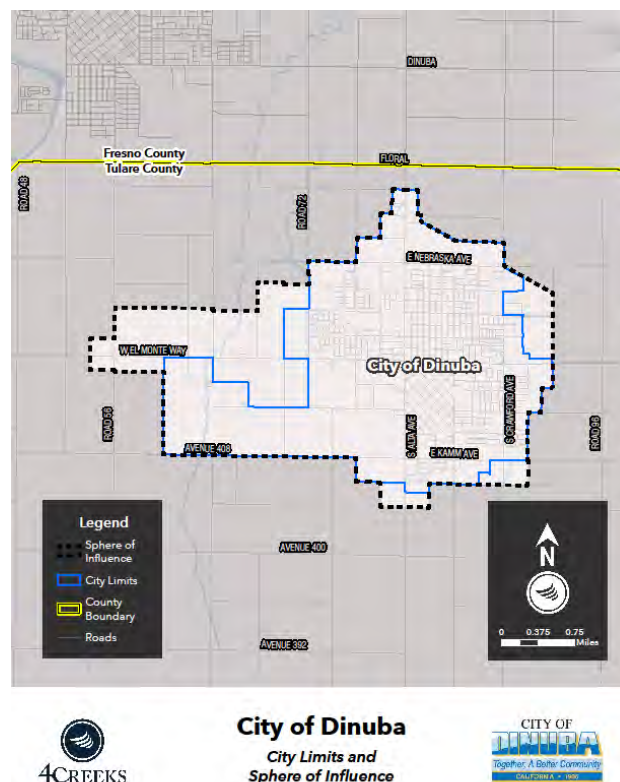 DINUBA
Fresno County
FLORAL
Tulare County
ROAD 48
ROAD 72
E NEBRASKA AVE
W EL MONTE WAY
City of Dinuba
ROAD 56
S ALTA AVE
S CRAWFORD AVE
ROAD 96
AVENUE 408
E KAMM AVE
AVENUE 400
AVENUE 392
Legend
Sphere of
Influence
City Limits
County
Boundary
Roads
N
0 0.375 0.75
Miles
4CREEKS
City of Dinuba
City Limits and
Sphere of Influence
CITY OF
DINUBA
Together, A Better Community
CALIFORNIA • 1906